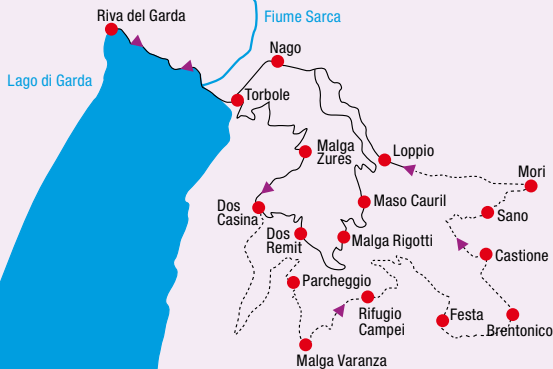 Riva del Garda
Fiume Sarca
Nago
Lago di Garda
Torbole
Malga
Zures
Loppio
Mori
Dos
Casina
Maso Cauril
Sano
Dos
Remit
Malga Rigotti
Castione
Parcheggio
Rifugio
Campei
Festa
Brentonico
Malga Varanza